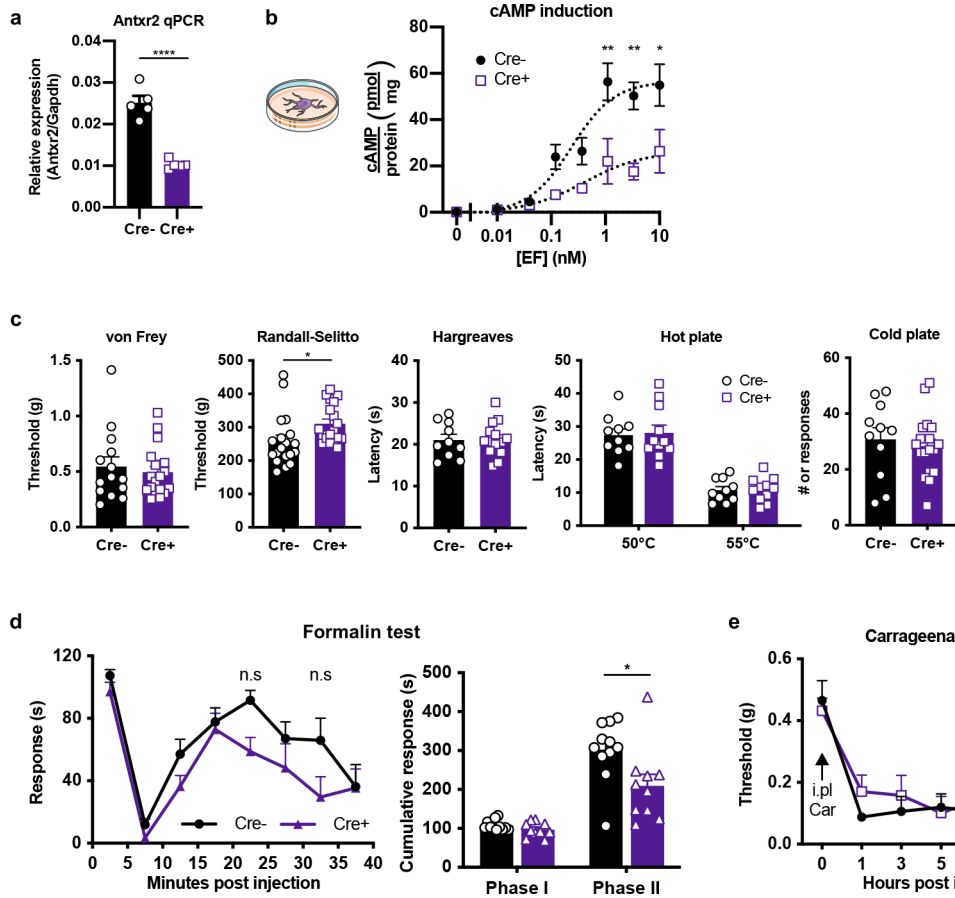 a
Antxr2 qPCR
Relative expression
(Antxr2/Gapdh)
0.04
0.03
0.02
0.01
0.00
****
Cre- Cre+
b
cAMP induction
cAMP
protein
(pmol
mg)
80
60
40
20
0
Cre-
Cre+
** ** *
0 0.01 0.1 1 10
[EF] (nM)
c
von Frey
Threshold (g)
1.5
1.0
0.5
0.0
Cre- Cre+
Randall-Selitto
Threshold (g)
500
400
300
200
100
0
*
Cre- Cre+
Hargreaves
Latency (s)
40
30
20
10
0
Cre- Cre+
Hot plate
Latency (s)
50
40
30
20
10
0
Cre-
Cre+
50°C 55°C
Cold plate
# or responses
60
40
20
0
Cre- Cre+
d
Formalin test
Response (s)
120
80
40
0
n.s n.s
Cre- Cre+
0 5 10 15 20 25 30 35 40
Minutes post injection
Cumulative response (s)
500
400
300
200
100
0
*
Phase I Phase II
e
Carrageena
Threshold (g)
0.6
0.4
0.2
0.0
i.pl
Car
0 1 3 5
Hours post i